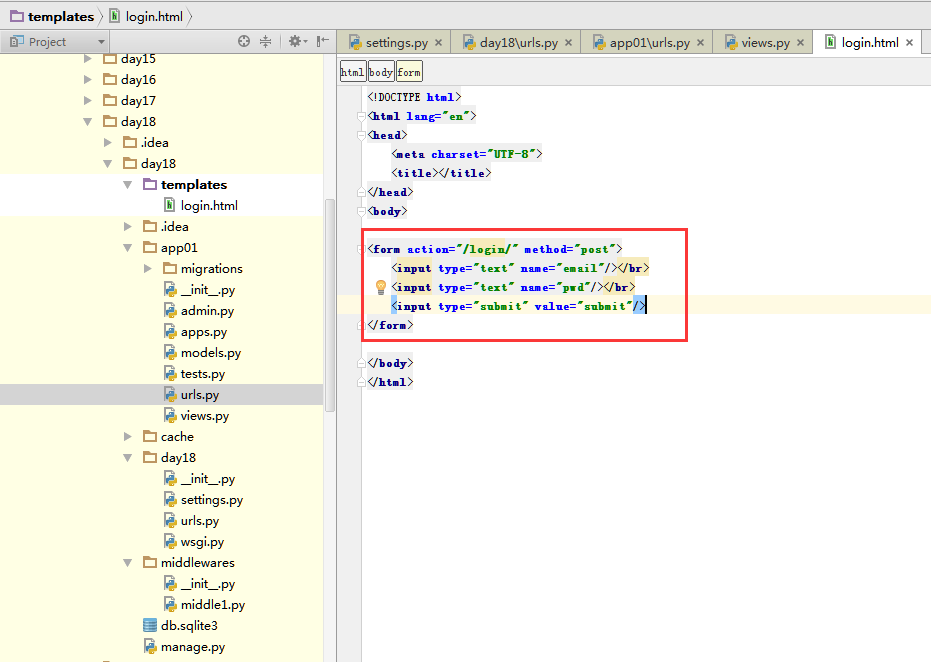 templates login.html
Project
settings.py day18\urls.py app01\urls.py views.py login.html
html body form
day15
day16
day17
day18
.idea
day18
templates
login.html
.idea
app01
migrations
__init__.py
admin.py
apps.py
models.py
tests.py
urls.py
views.py
cache
day18
__init__.py
settings.py
urls.py
wsgi.py
middlewares
__init__.py
middle1.py
db.sqlite3
manage.py
<!DOCTYPE html>
<html lang="en">
<head>
<meta charset="UTF-8">
<title></title>
</head>
<body>
<form action="/login/" method="post">
<input type="text" name="email"/></br>
<input type="text" name="pwd"/></br>
<input type="submit" value="submit"/>
</form>
</body>
</html>